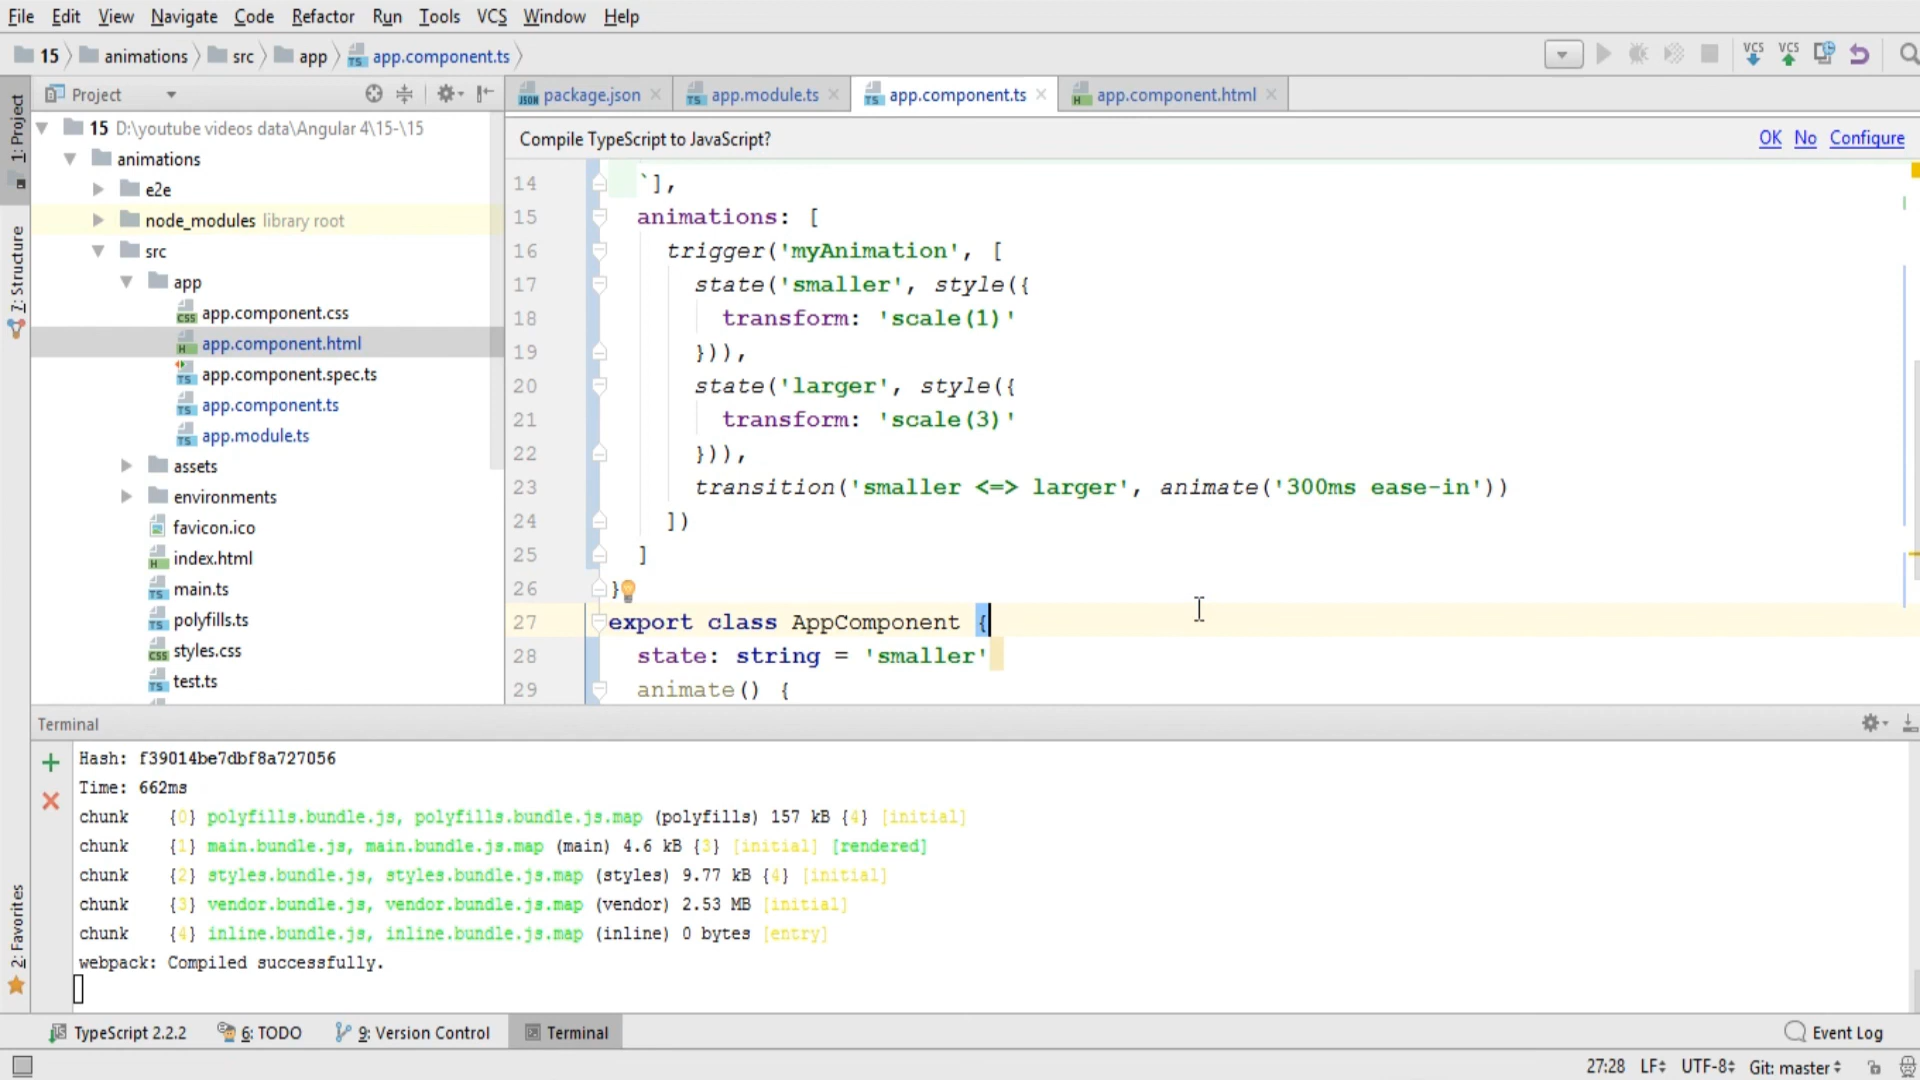 File Edit View Navigate Code Refactor Run Tools VCS Window Help
15 animations src app app.component.ts
VCS VCS
1: Project
7: Structure
2: Favorites
Project
package.json app.module.ts app.component.ts app.component.html
Compile TypeScript to JavaScript? OK No Configure
15 D:\youtube videos data\Angular 4\15-\15
animations
e2e
node_modules library root
src
app
app.component.css
app.component.html
app.component.spec.ts
app.component.ts
app.module.ts
assets
environments
favicon.ico
index.html
main.ts
polyfills.ts
styles.css
test.ts
14 `],
15 animations: [
16 trigger('myAnimation', [
17 state('smaller', style({
18 transform: 'scale(1)'
19 })),
20 state('larger', style({
21 transform: 'scale(3)'
22 })),
23 transition('smaller <=> larger', animate('300ms ease-in'))
24 ])
25 ]
26 }
27 export class AppComponent {
28 state: string = 'smaller'
29 animate() {
Terminal
Hash: f39014be7dbf8a727056
Time: 662ms
chunk {0} polyfills.bundle.js, polyfills.bundle.js.map (polyfills) 157 kB {4} [initial]
chunk {1} main.bundle.js, main.bundle.js.map (main) 4.6 kB {3} [initial] [rendered]
chunk {2} styles.bundle.js, styles.bundle.js.map (styles) 9.77 kB {4} [initial]
chunk {3} vendor.bundle.js, vendor.bundle.js.map (vendor) 2.53 MB [initial]
chunk {4} inline.bundle.js, inline.bundle.js.map (inline) 0 bytes [entry]
webpack: Compiled successfully.
TypeScript 2.2.2 6: TODO 9: Version Control Terminal Event Log
27:28 LF UTF-8 Git: master